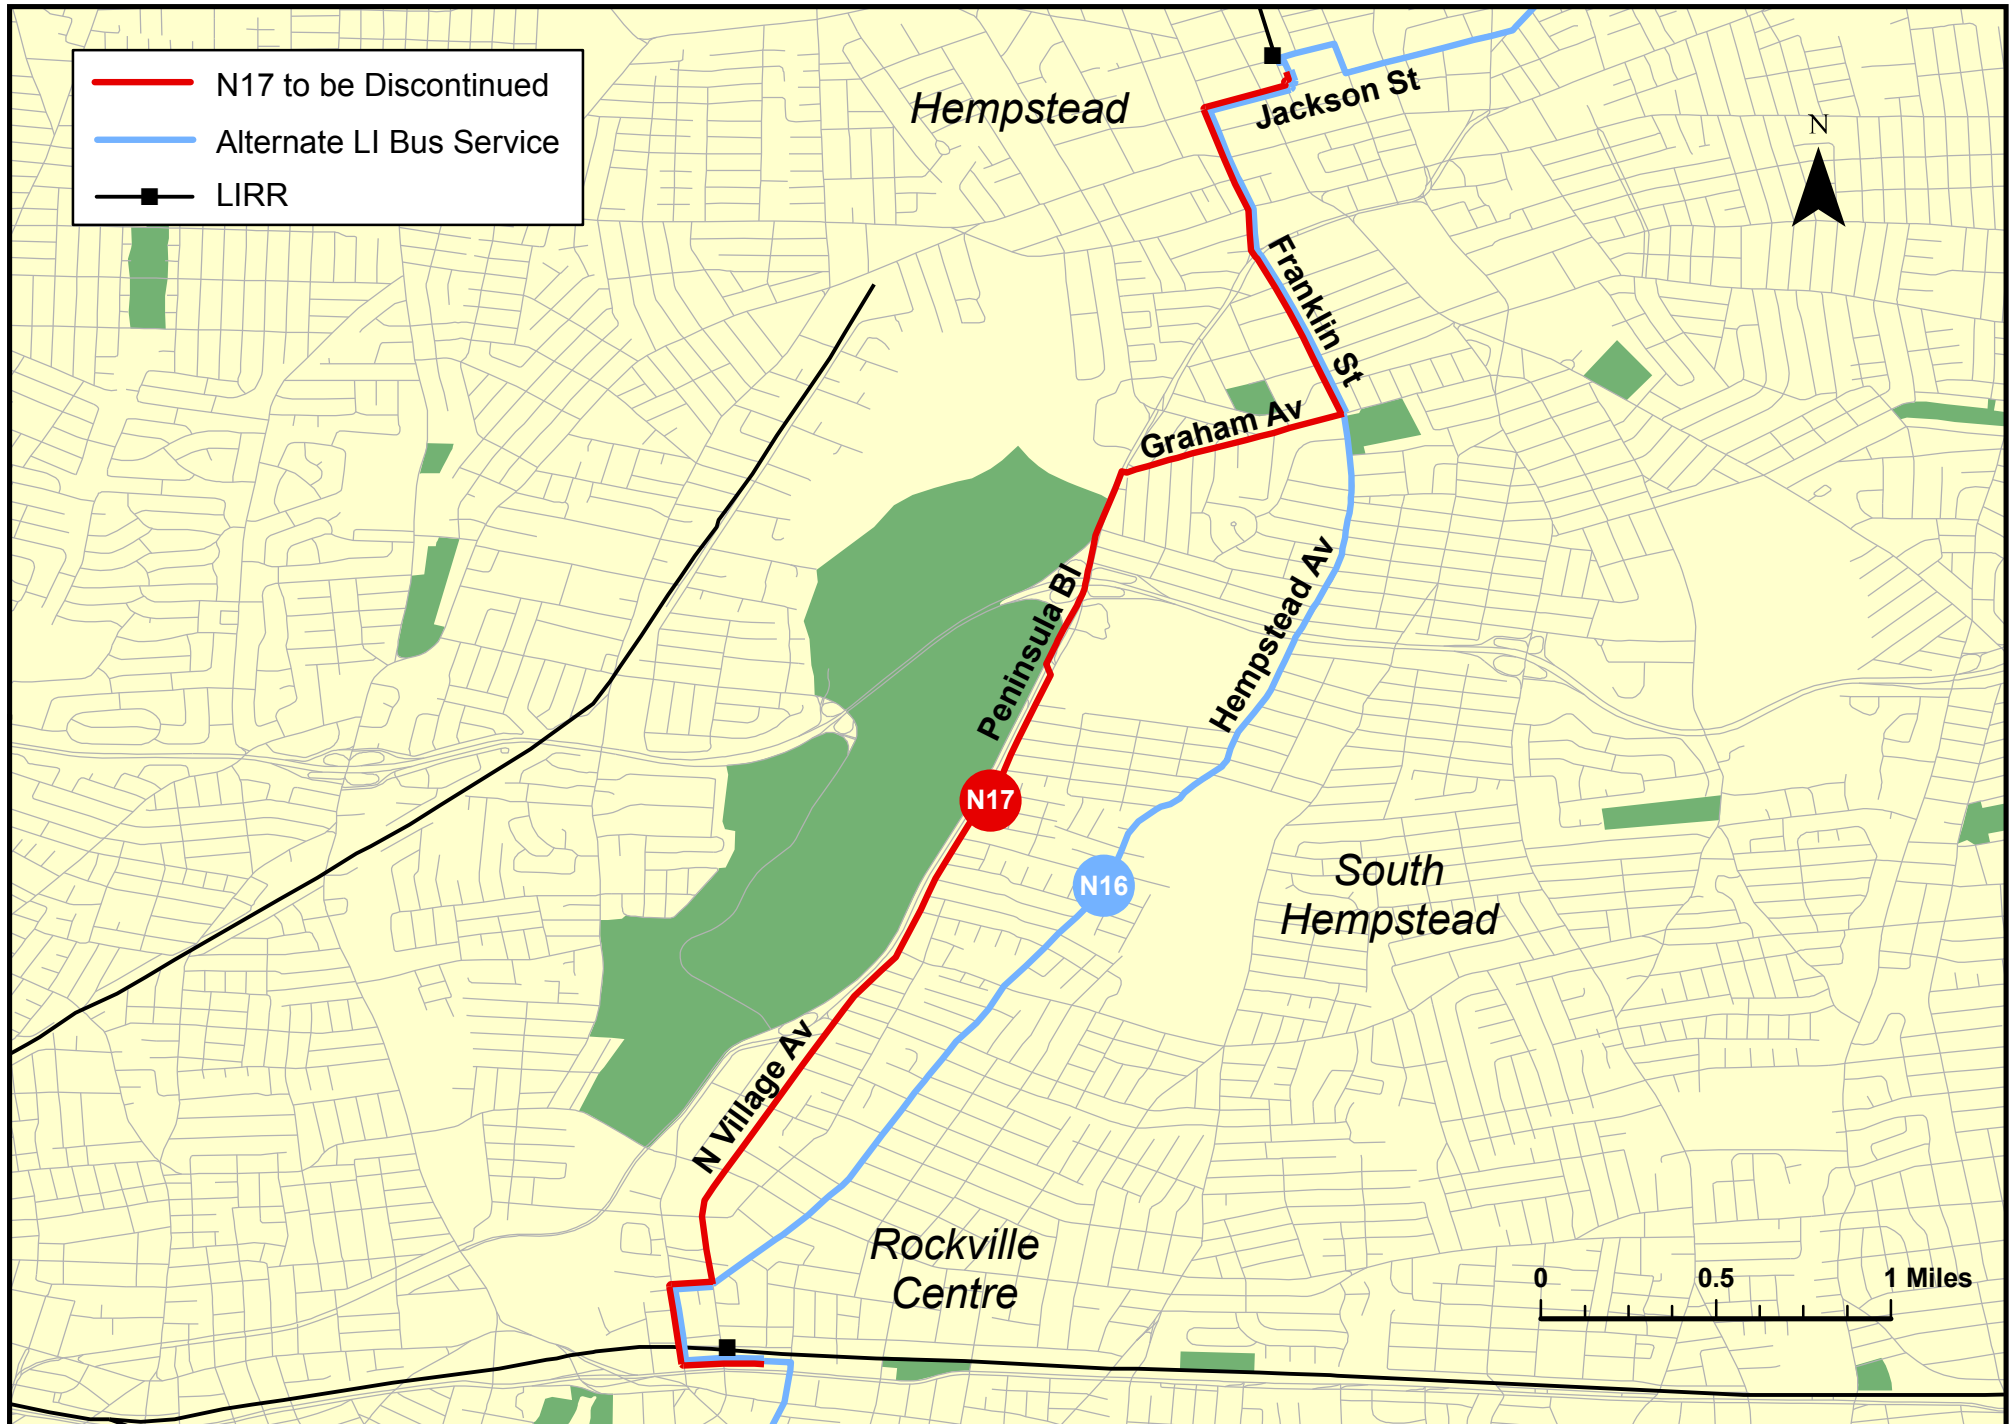 N17 to be Discontinued
Alternate LI Bus Service
LIRR
Hempstead
Jackson St
N
Franklin St
Graham Av
Peninsula Bl
Hempstead Av
N17
N16
South
Hempstead
N Village Av
Rockville
Centre
0 0.5 1 Miles